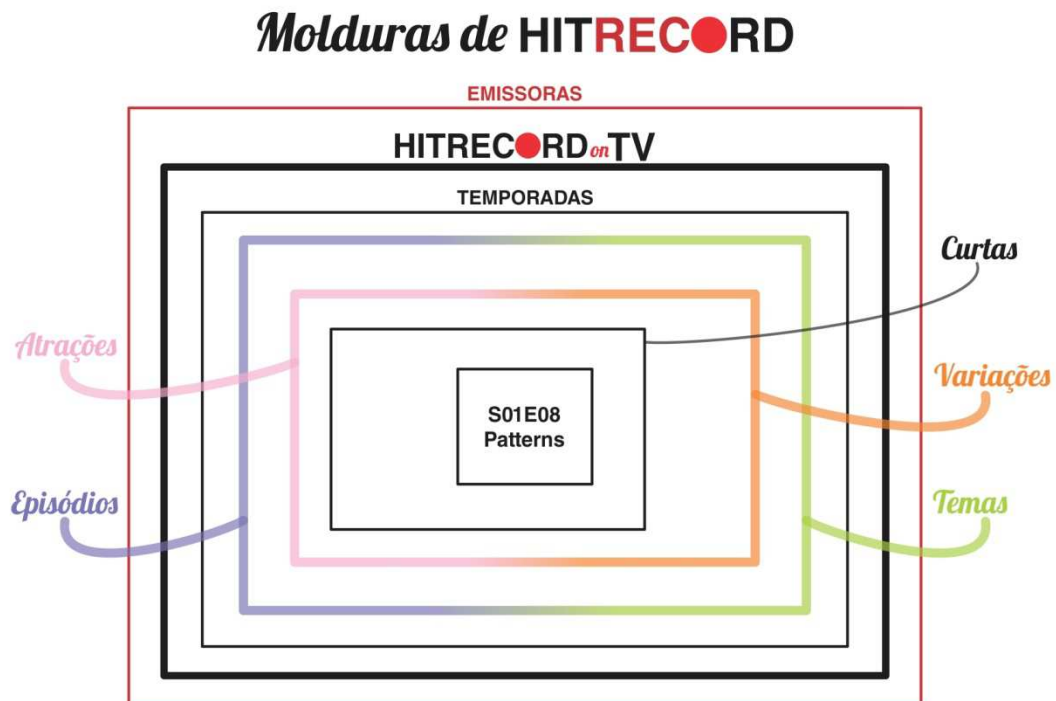 Molduras de HITRECORD
EMISSORAS
HITRECORD on TV
TEMPORADAS
Curtas
Atrações
Variações
S01E08
Patterns
Episódios
Temas